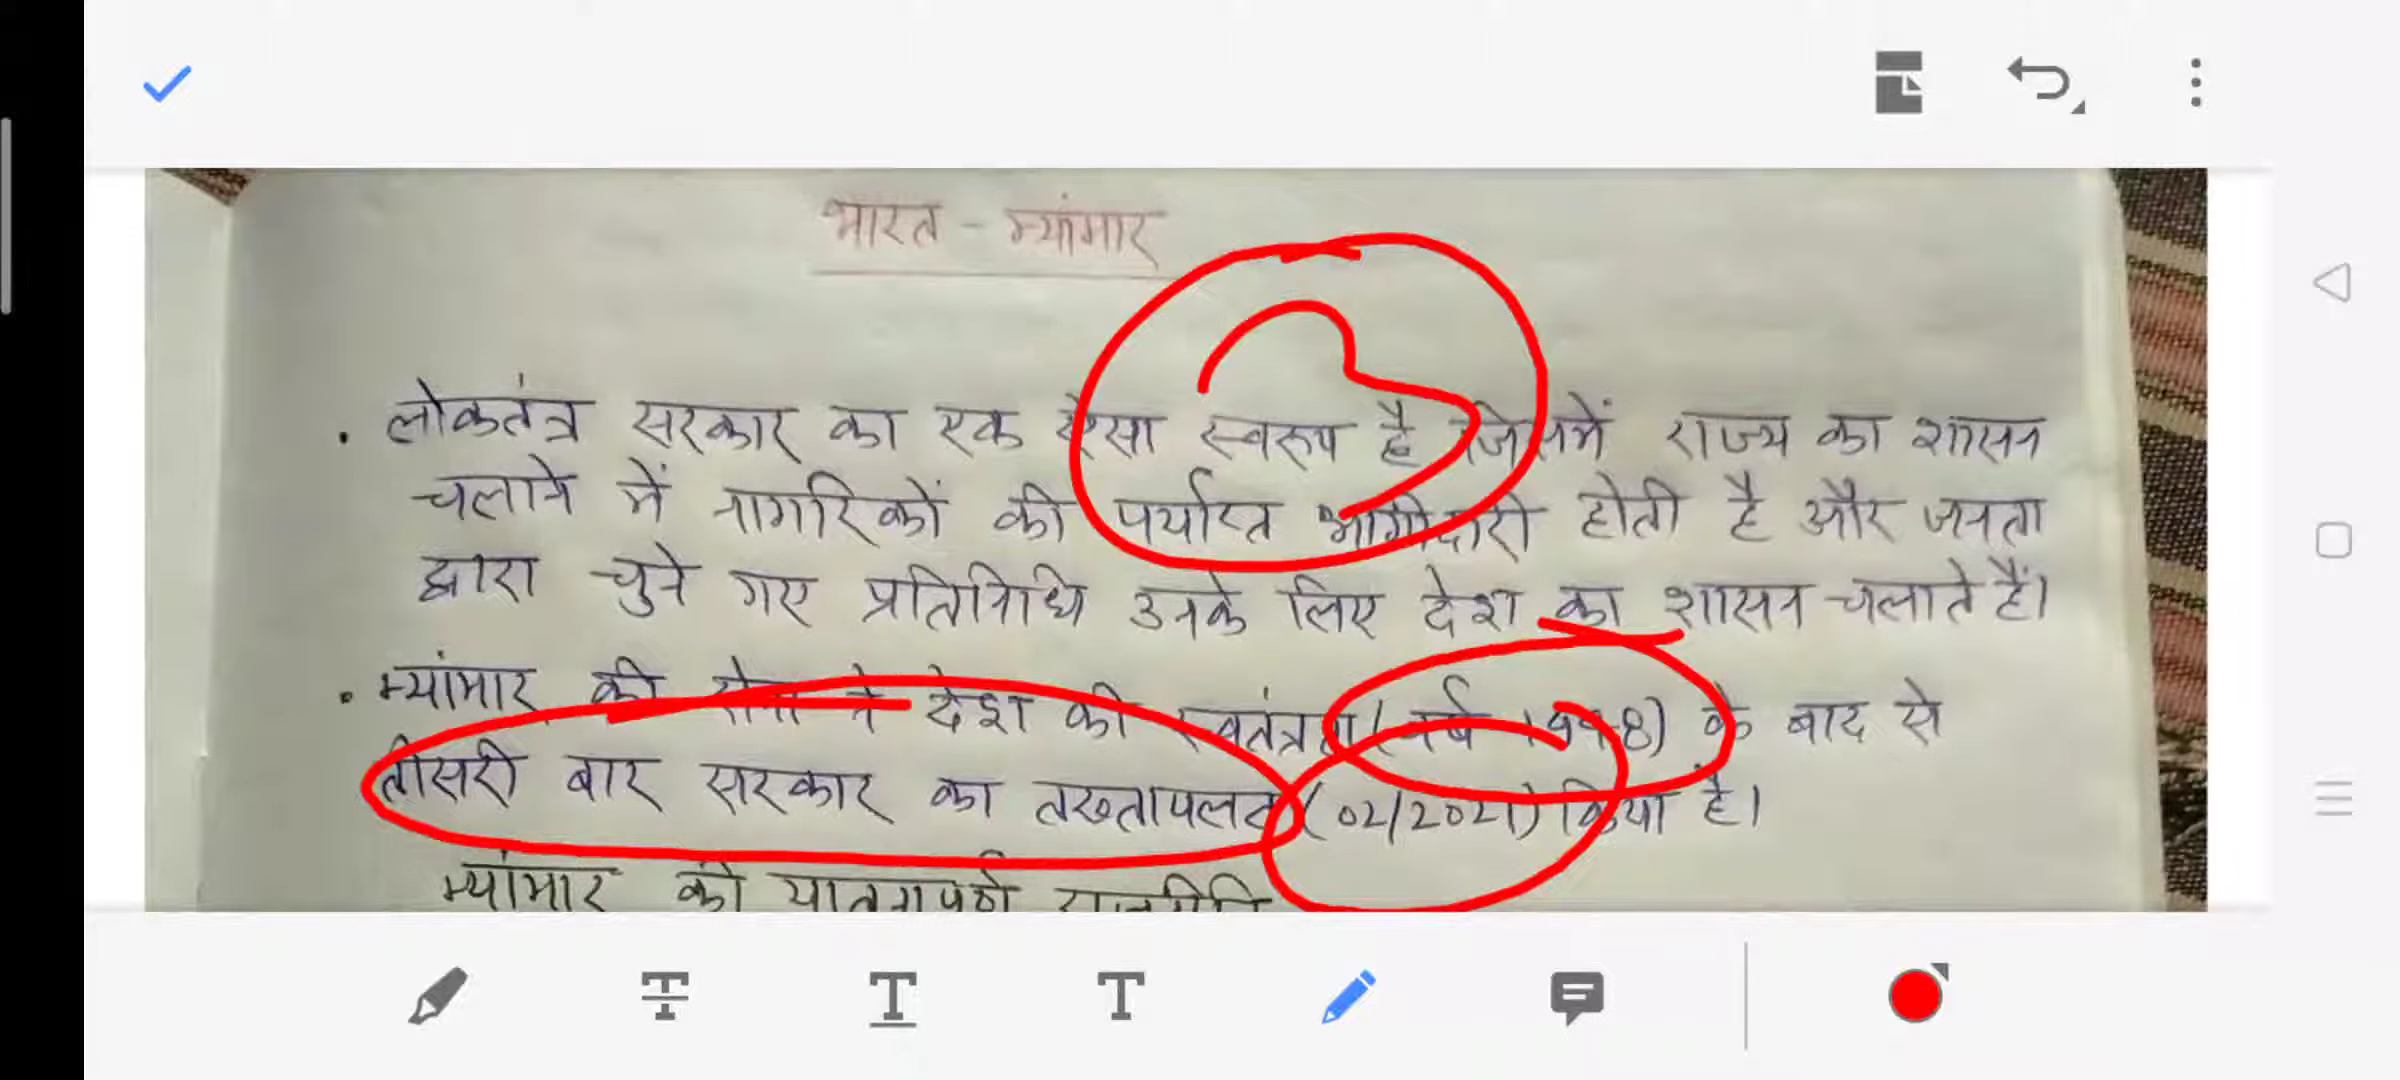 भारत - म्यांमार
. लोकतंत्र सरकार का एक ऐसा स्वरूप है जिसमें राज्य का शासन
चलाने में नागरिकों की पर्याप्त भागीदारी होती है और जनता
द्वारा चुने गए प्रतिनिधि उनके लिए देश का शासन चलाते हैं।
. म्यांमार की सेना ने देश की स्वतंत्रता (वर्ष 1948) के बाद से
तीसरी बार सरकार का तख्तापलट (02/2021) किया है।
म्यांमार की